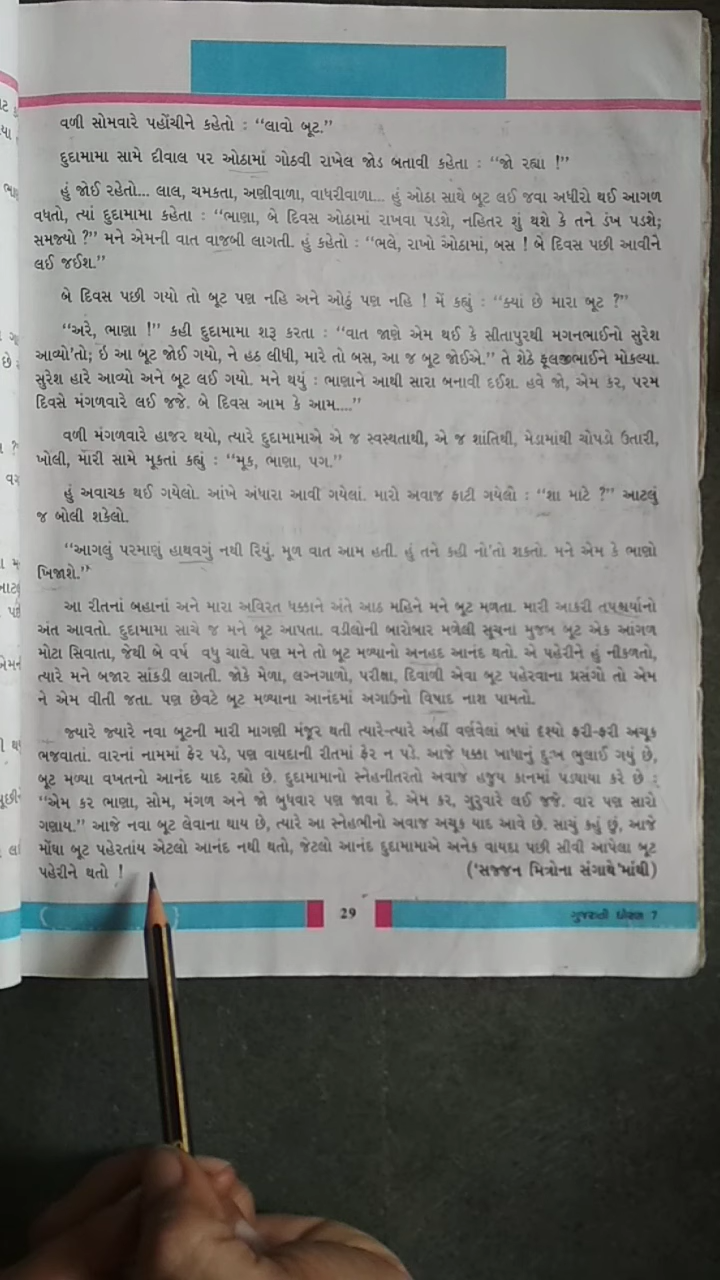 વળી સોમવારે પહોંચીને કહેતો : “લાવો બૂટ.”
દુદામામા સામે દીવાલ પર ઓઠામાં ગોઠવી રાખેલ જોડ બતાવી કહેતા : “જો રહ્યા !”
હું જોઈ રહેતો... લાલ, ચમકતા, અણીવાળા, વાધરીવાળા... હું ઓઠા સાથે બૂટ લઈ જવા અધીરો થઈ આગળ
વધતો, ત્યાં દુદામામા કહેતા : “ભાણા, બે દિવસ ઓઠામાં રાખવા પડશે, નહિતર શું થશે કે તને ડંખ પડશે;
સમજ્યો ?” મને એમની વાત વાજબી લાગતી. હું કહેતો : “ભલે, રાખો ઓઠામાં, બસ ! બે દિવસ પછી આવીને
લઈ જઈશ.”
બે દિવસ પછી ગયો તો બૂટ પણ નહિ અને ઓઠું પણ નહિ ! મેં કહ્યું : “ક્યાં છે મારા બૂટ ?”
“અરે, ભાણા !” કહી દુદામામા શરૂ કરતા : “વાત જાણે એમ થઈ કે સીતાપુરથી મગનભાઈનો સુરેશ
આવ્યો'તો; ઇ આ બૂટ જોઈ ગયો, ને હઠ લીધી, મારે તો બસ, આ જ બૂટ જોઈએ.” તે શેઠે ફૂલજીભાઈને મોકલ્યા.
સુરેશ હારે આવ્યો અને બૂટ લઈ ગયો. મને થયું : ભાણાને આથી સારા બનાવી દઈશ. હવે જો, એમ કર, પરમ
દિવસે મંગળવારે લઈ જજે. બે દિવસ આમ કે આમ....”
વળી મંગળવારે હાજર થયો, ત્યારે દુદામામાએ એ જ સ્વસ્થતાથી, એ જ શાંતિથી, મેડામાંથી ચોપડો ઉતારી,
ખોલી, મારી સામે મૂકતાં કહ્યું : “મૂક, ભાણા, પગ.”
હું અવાચક થઈ ગયેલો. આંખે અંધારા આવી ગયેલાં. મારો અવાજ ફાટી ગયેલો : “શા માટે ?” આટલું
જ બોલી શકેલો.
“આગલું પરમાણું હાથવગું નથી રિયું. મૂળ વાત આમ હતી. હું તને કહી નો'તો શકતો. મને એમ કે ભાણો
ખિજાશે.”
આ રીતનાં બહાનાં અને મારા અવિરત ધક્કાને અંતે આઠ મહિને મને બૂટ મળતા. મારી આકરી તપશ્ચર્યાનો
અંત આવતો. દુદામામા સાચે જ મને બૂટ આપતા. વડીલોની બારોબાર મળેલી સૂચના મુજબ બૂટ એક આંગળ
મોટા સિવાતા, જેથી બે વર્ષ વધુ ચાલે. પણ મને તો બૂટ મળ્યાનો અનહદ આનંદ થતો. એ પહેરીને હું નીકળતો,
ત્યારે મને બજાર સાંકડી લાગતી. જોકે મેળા, લગ્નગાળો, પરીક્ષા, દિવાળી એવા બૂટ પહેરવાના પ્રસંગો તો એમ
ને એમ વીતી જતા. પણ છેવટે બૂટ મળ્યાના આનંદમાં અગાઉનો વિષાદ નાશ પામતો.
જ્યારે જ્યારે નવા બૂટની મારી માગણી મંજૂર થતી ત્યારે-ત્યારે અહીં વર્ણવેલાં બધાં દૃશ્યો ફરી-ફરી અચૂક
ભજવાતાં. વારનાં નામમાં ફેર પડે, પણ વાયદાની રીતમાં ફેર ન પડે. આજે ધક્કા ખાધાનું દુઃખ ભુલાઈ ગયું છે,
બૂટ મળ્યા વખતનો આનંદ યાદ રહ્યો છે. દુદામામાનો સ્નેહનીતરતો અવાજ હજુય કાનમાં પડઘાયા કરે છે :
“એમ કર ભાણા, સોમ, મંગળ અને જો બુધવાર પણ જાવા દે. એમ કર, ગુરુવારે લઈ જજે. વાર પણ સારો
ગણાય.” આજે નવા બૂટ લેવાના થાય છે, ત્યારે આ સ્નેહભીનો અવાજ અચૂક યાદ આવે છે. સાચું કહું છું, આજે
મોંઘા બૂટ પહેરતાંય એટલો આનંદ નથી થતો, જેટલો આનંદ દુદામામાએ અનેક વાયદા પછી સીવી આપેલા બૂટ
પહેરીને થતો !
(‘સજ્જન મિત્રોના સંગાથે’માંથી)
29
ગુજરાતી ધોરણ 7